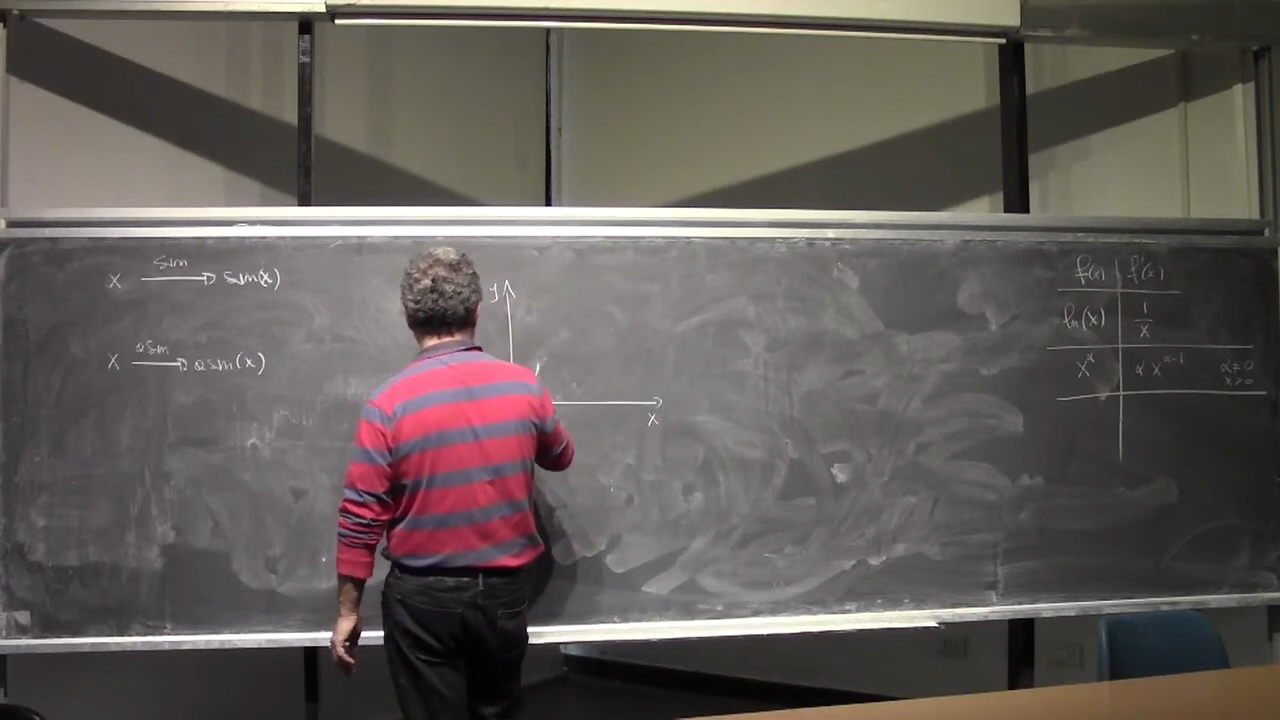 sin
x → sin(x)
asin
x → asin(x)
y
x
f(x) f'(x)
ln(x) 1/x
x^α α x^(α-1) α≠0
x>0